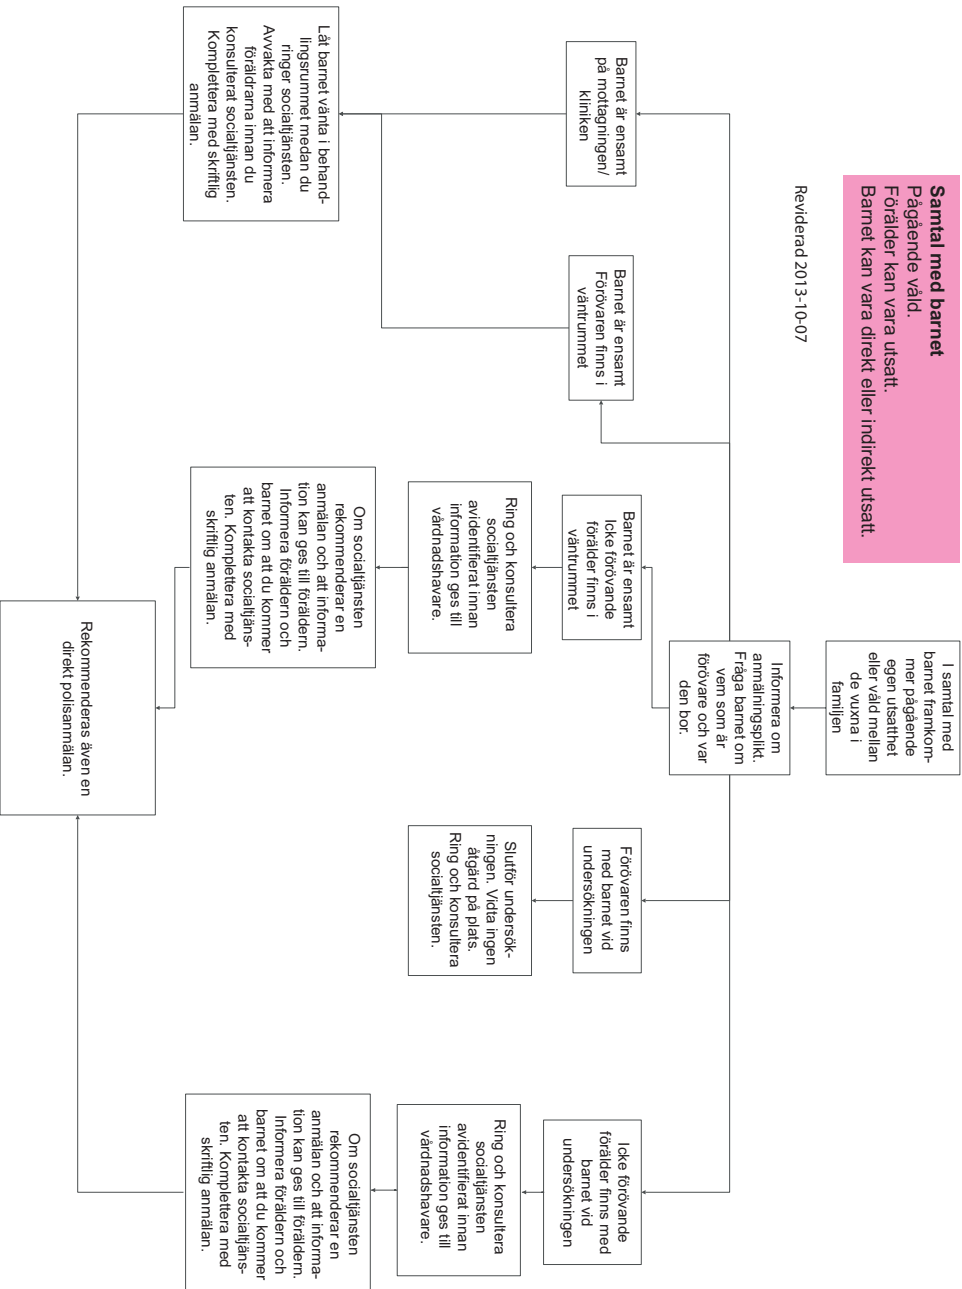 Samtal med barnet
Pågående våld.
Förälder kan vara utsatt.
Barnet kan vara direkt eller indirekt utsatt.
Reviderad 2013-10-07
I samtal med
barnet framkom-
mer pågående
egen utsatthet
eller våld mellan
de vuxna i
familjen
Informera om
anmälningsplikt.
Fråga barnet om
vem som är
förövare och var
den bor.
Barnet är ensamt
på mottagningen/
kliniken
Barnet är ensamt
Förövaren finns i
väntrummet
Barnet är ensamt
Icke förövande
förälder finns i
väntrummet
Förövaren finns
med barnet vid
undersökningen
Icke förövande
förälder finns med
barnet vid
undersökningen
Ring och konsultera
socialtjänsten
avidentifierat innan
information ges till
vårdnadshavare.
Slutför undersök-
ningen. Vidta ingen
åtgärd på plats.
Ring och konsultera
socialtjänsten.
Ring och konsultera
socialtjänsten
avidentifierat innan
information ges till
vårdnadshavare.
Låt barnet vänta i behand-
lingsrummet medan du
ringer socialtjänsten.
Avvakta med att informera
föräldrarna innan du
konsulterat socialtjänsten.
Komplettera med skriftlig
anmälan.
Om socialtjänsten
rekommenderar en
anmälan och att informa-
tion kan ges till föräldern.
Informera föräldern och
barnet om att du kommer
att kontakta socialtjäns-
ten. Komplettera med
skriftlig anmälan.
Om socialtjänsten
rekommenderar en
anmälan och att informa-
tion kan ges till föräldern.
Informera föräldern och
barnet om att du kommer
att kontakta socialtjäns-
ten. Komplettera med
skriftlig anmälan.
Rekommenderas även en
direkt polisanmälan.